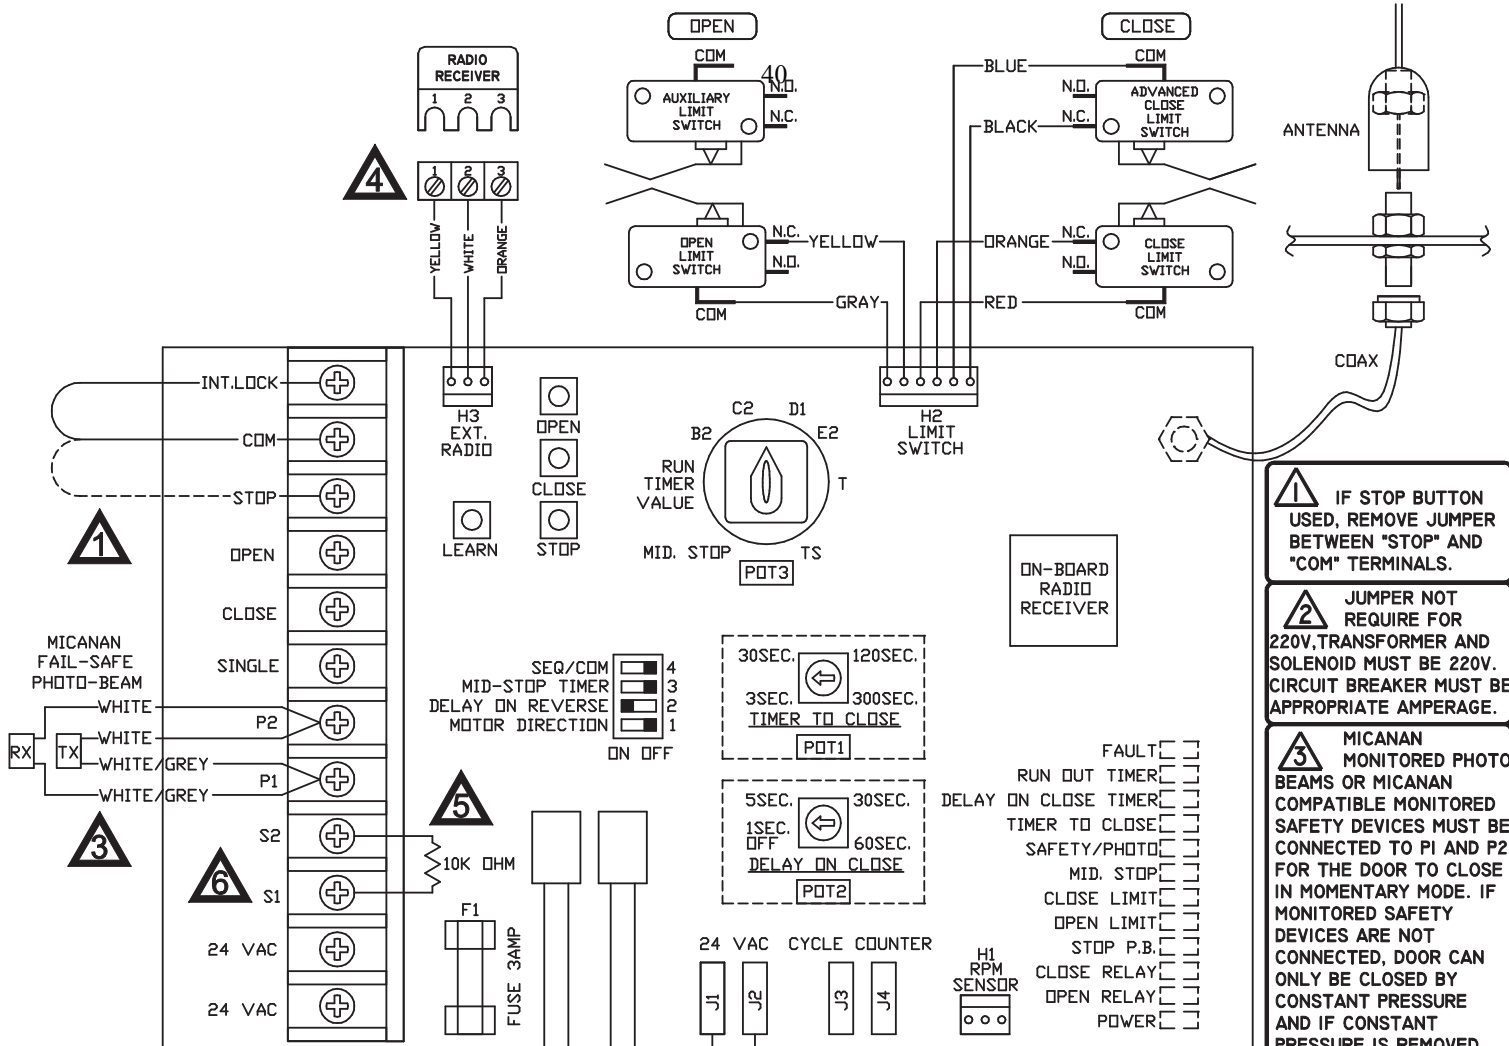 OPEN
CLOSE
RADIO
RECEIVER
1 2 3
COM
40
N.O.
N.C.
AUXILIARY
LIMIT
SWITCH
BLUE
BLACK
COM
N.O.
N.C.
ADVANCED
CLOSE
LIMIT
SWITCH
ANTENNA
4
1 2 3
YELLOW
WHITE
ORANGE
OPEN
LIMIT
SWITCH
N.C.
N.O.
COM
YELLOW
GRAY
ORANGE
RED
N.C.
N.O.
CLOSE
LIMIT
SWITCH
COM
COAX
INT.LOCK
COM
STOP
OPEN
CLOSE
SINGLE
P2
P1
S2
S1
24 VAC
24 VAC
1
MICANAN
FAIL-SAFE
PHOTO-BEAM
WHITE
WHITE
WHITE/GREY
WHITE/GREY
RX
TX
3
6
5
10K OHM
H3
EXT.
RADIO
OPEN
CLOSE
STOP
LEARN
H2
LIMIT
SWITCH
RUN
TIMER
VALUE
B2
C2
D1
E2
T
TS
MID. STOP
POT3
ON-BOARD
RADIO
RECEIVER
SEQ/COM 4
MID-STOP TIMER 3
DELAY ON REVERSE 2
MOTOR DIRECTION 1
ON OFF
30SEC. 120SEC.
3SEC. 300SEC.
TIMER TO CLOSE
POT1
5SEC. 30SEC.
1SEC.
OFF 60SEC.
DELAY ON CLOSE
POT2
FAULT
RUN OUT TIMER
DELAY ON CLOSE TIMER
TIMER TO CLOSE
SAFETY/PHOTO
MID. STOP
CLOSE LIMIT
OPEN LIMIT
STOP P.B.
CLOSE RELAY
OPEN RELAY
POWER
F1
FUSE 3AMP
24 VAC CYCLE COUNTER
J1
J2
J3
J4
H1
RPM
SENSOR
1 IF STOP BUTTON
USED, REMOVE JUMPER
BETWEEN "STOP" AND
"COM" TERMINALS.
2 JUMPER NOT
REQUIRE FOR
220V,TRANSFORMER AND
SOLENOID MUST BE 220V.
CIRCUIT BREAKER MUST BE
APPROPRIATE AMPERAGE.
3 MICANAN
MONITORED PHOTO
BEAMS OR MICANAN
COMPATIBLE MONITORED
SAFETY DEVICES MUST BE
CONNECTED TO P1 AND P2
FOR THE DOOR TO CLOSE
IN MOMENTARY MODE. IF
MONITORED SAFETY
DEVICES ARE NOT
CONNECTED, DOOR CAN
ONLY BE CLOSED BY
CONSTANT PRESSURE
AND IF CONSTANT
PRESSURE IS REMOVED